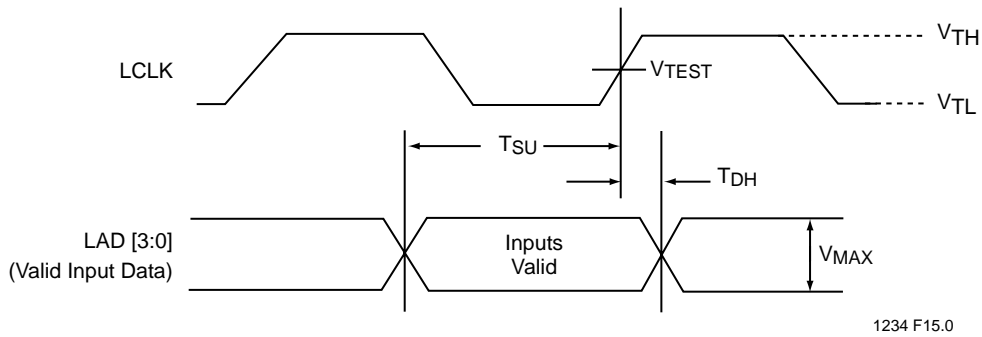 VTH
LCLK
VTEST
VTL
TSU
TDH
LAD [3:0]
(Valid Input Data)
Inputs
Valid
VMAX
1234 F15.0